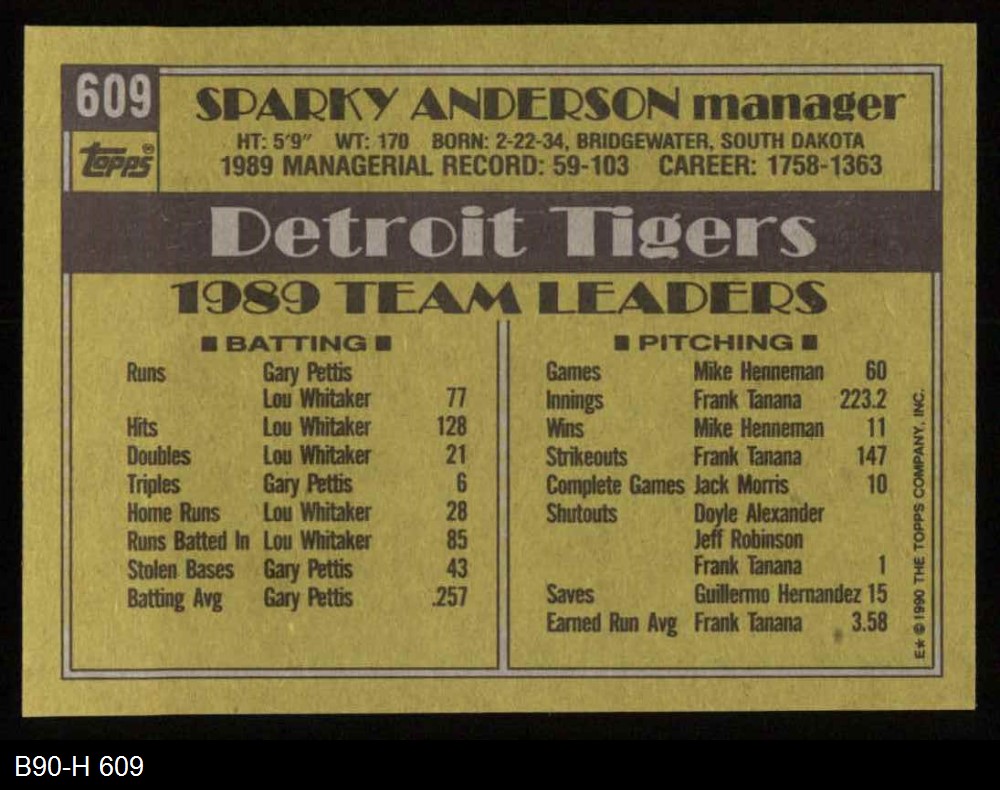 609
topps®
SPARKY ANDERSON manager
HT: 5'9" WT: 170 BORN: 2-22-34, BRIDGEWATER, SOUTH DAKOTA
1989 MANAGERIAL RECORD: 59-103 CAREER: 1758-1363
Detroit Tigers
1989 TEAM LEADERS
■ BATTING ■
Runs Gary Pettis
Lou Whitaker 77
Hits Lou Whitaker 128
Doubles Lou Whitaker 21
Triples Gary Pettis 6
Home Runs Lou Whitaker 28
Runs Batted In Lou Whitaker 85
Stolen Bases Gary Pettis 43
Batting Avg Gary Pettis .257
■ PITCHING ■
Games Mike Henneman 60
Innings Frank Tanana 223.2
Wins Mike Henneman 11
Strikeouts Frank Tanana 147
Complete Games Jack Morris 10
Shutouts Doyle Alexander
Jeff Robinson
Frank Tanana 1
Saves Guillermo Hernandez 15
Earned Run Avg Frank Tanana 3.58
E★ © 1990 THE TOPPS COMPANY, INC.
B90-H 609